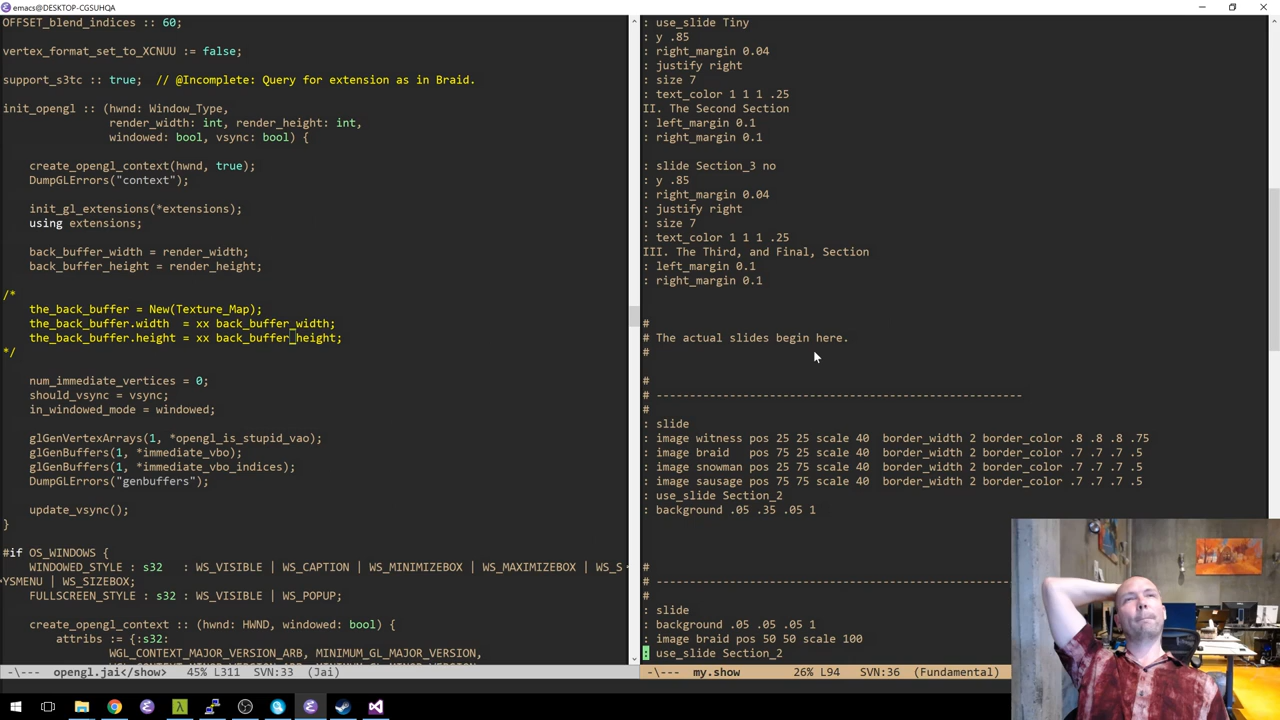 emacs@DESKTOP-CGSUHQA
OFFSET_blend_indices :: 60;
vertex_format_set_to_XCNUU := false;
support_s3tc :: true;  // @Incomplete: Query for extension as in Braid.
init_opengl :: (hwnd: Window_Type,
render_width: int, render_height: int,
windowed: bool, vsync: bool) {
create_opengl_context(hwnd, true);
DumpGLErrors("context");
init_gl_extensions(*extensions);
using extensions;
back_buffer_width = render_width;
back_buffer_height = render_height;
/*
the_back_buffer = New(Texture_Map);
the_back_buffer.width  = xx back_buffer_width;
the_back_buffer.height = xx back_buffer_height;
*/
num_immediate_vertices = 0;
should_vsync = vsync;
in_windowed_mode = windowed;
glGenVertexArrays(1, *opengl_is_stupid_vao);
glGenBuffers(1, *immediate_vbo);
glGenBuffers(1, *immediate_vbo_indices);
DumpGLErrors("genbuffers");
update_vsync();
}
#if OS_WINDOWS {
WINDOWED_STYLE : s32   : WS_VISIBLE | WS_CAPTION | WS_MINIMIZEBOX | WS_MAXIMIZEBOX | WS_S
YSMENU | WS_SIZEBOX;
FULLSCREEN_STYLE : s32 : WS_VISIBLE | WS_POPUP;
create_opengl_context :: (hwnd: HWND, windowed: bool) {
attribs := {:s32:
WGL_CONTEXT_MAJOR_VERSION_ARB, MINIMUM_GL_MAJOR_VERSION,
-\---  opengl.jai</show>  45% L311  SVN:33  (Jai)
: use_slide Tiny
: y .85
: right_margin 0.04
: justify right
: size 7
: text_color 1 1 1 .25
II. The Second Section
: left_margin 0.1
: right_margin 0.1
: slide Section_3 no
: y .85
: right_margin 0.04
: justify right
: size 7
: text_color 1 1 1 .25
III. The Third, and Final, Section
: left_margin 0.1
: right_margin 0.1
#
# The actual slides begin here.
#
#
# -------------------------------------------------------
#
: slide
: image witness pos 25 25 scale 40  border_width 2 border_color .8 .8 .8 .75
: image braid   pos 75 25 scale 40  border_width 2 border_color .7 .7 .7 .5
: image snowman pos 25 75 scale 40  border_width 2 border_color .7 .7 .7 .5
: image sausage pos 75 75 scale 40  border_width 2 border_color .7 .7 .7 .5
: use_slide Section_2
: background .05 .35 .05 1
#
# -----------------------------------------------------
#
: slide
: background .05 .05 .05 1
: image braid pos 50 50 scale 100
: use_slide Section_2
-\---  my.show  26% L94  SVN:36  (Fundamental)